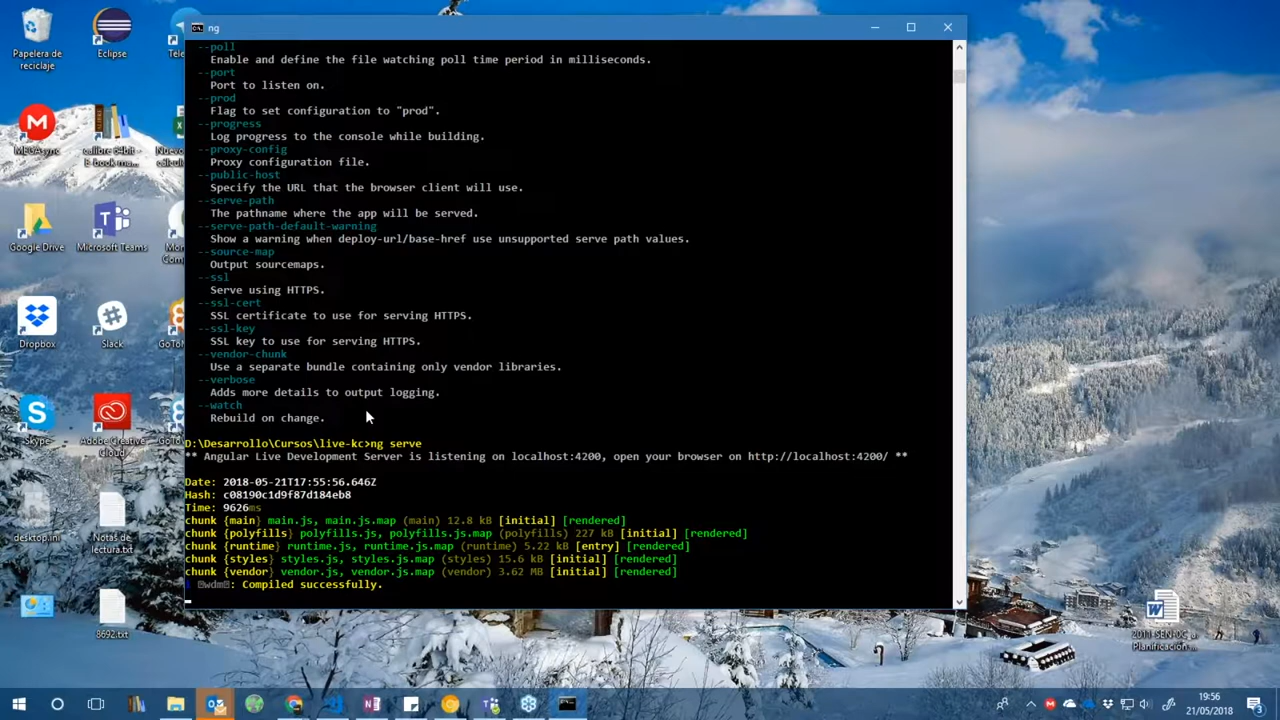 Papelera de
reciclaje
Eclipse
MEGAsync
calibre 64bit -
E-book ma...
Google Drive
Microsoft Teams
Dropbox
Slack
Skype
Adobe Creative
Cloud
desktop.ini
Notas de
lectura.txt
8692.txt
ng
--poll
Enable and define the file watching poll time period in milliseconds.
--port
Port to listen on.
--prod
Flag to set configuration to "prod".
--progress
Log progress to the console while building.
--proxy-config
Proxy configuration file.
--public-host
Specify the URL that the browser client will use.
--serve-path
The pathname where the app will be served.
--serve-path-default-warning
Show a warning when deploy-url/base-href use unsupported serve path values.
--source-map
Output sourcemaps.
--ssl
Serve using HTTPS.
--ssl-cert
SSL certificate to use for serving HTTPS.
--ssl-key
SSL key to use for serving HTTPS.
--vendor-chunk
Use a separate bundle containing only vendor libraries.
--verbose
Adds more details to output logging.
--watch
Rebuild on change.
D:\Desarrollo\Cursos\live-kc>ng serve
** Angular Live Development Server is listening on localhost:4200, open your browser on http://localhost:4200/ **
Date: 2018-05-21T17:55:56.646Z
Hash: c08190c1d9f87d184eb8
Time: 9626ms
chunk {main} main.js, main.js.map (main) 12.8 kB [initial] [rendered]
chunk {polyfills} polyfills.js, polyfills.js.map (polyfills) 227 kB [initial] [rendered]
chunk {runtime} runtime.js, runtime.js.map (runtime) 5.22 kB [entry] [rendered]
chunk {styles} styles.js, styles.js.map (styles) 15.6 kB [initial] [rendered]
chunk {vendor} vendor.js, vendor.js.map (vendor) 3.62 MB [initial] [rendered]
wdm: Compiled successfully.
Planificación ...
19:56
21/05/2018